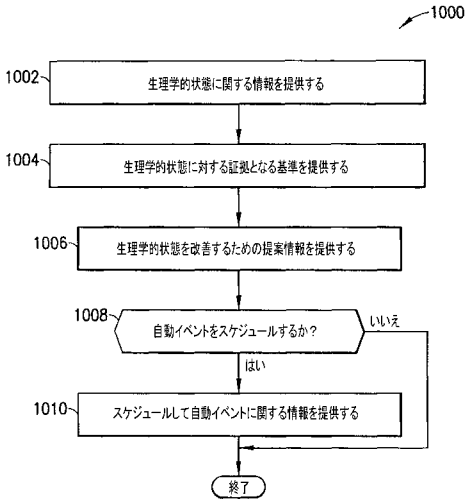 1000
1002
生理学的状態に関する情報を提供する
1004
生理学的状態に対する証拠となる基準を提供する
1006
生理学的状態を改善するための提案情報を提供する
1008
自動イベントをスケジュールするか?
いいえ
はい
1010
スケジュールして自動イベントに関する情報を提供する
終了